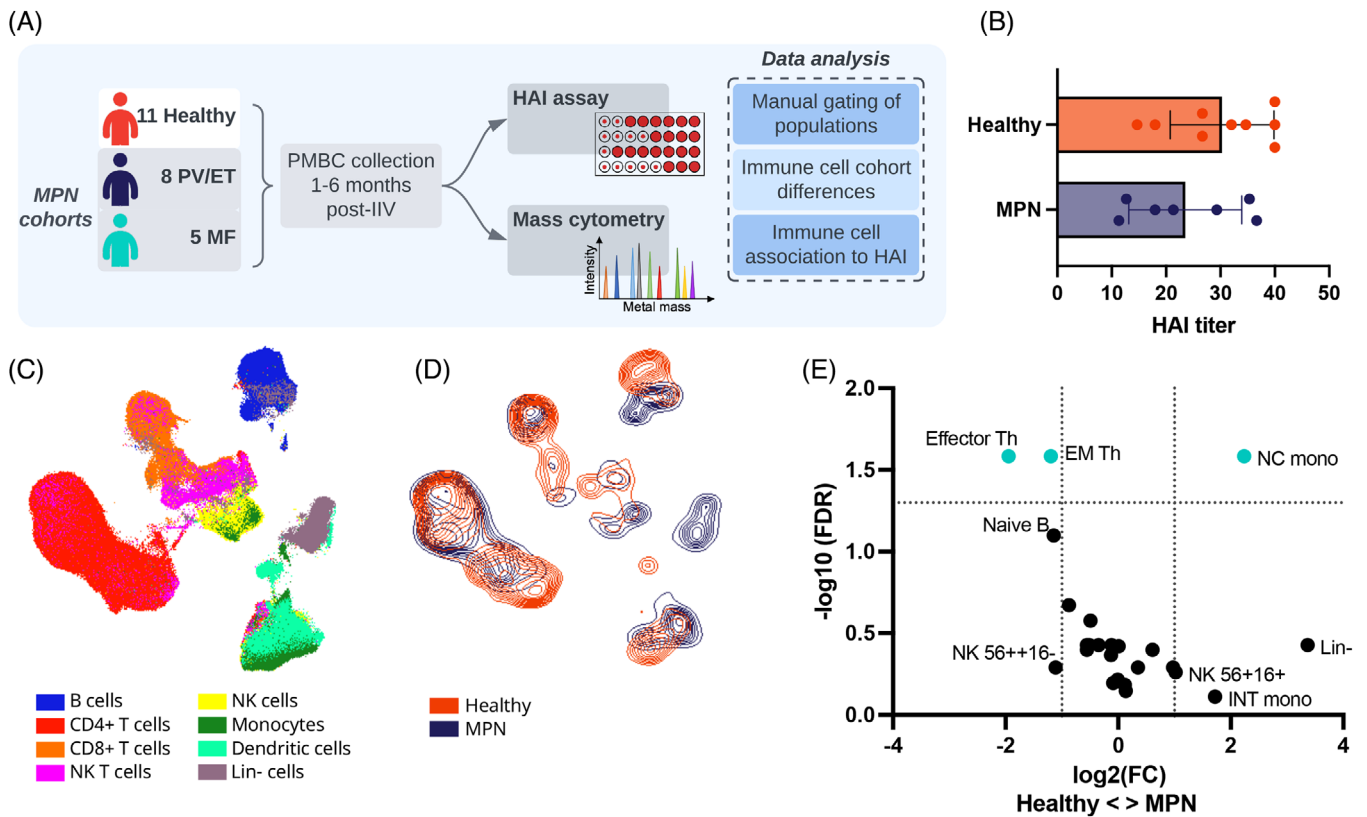 (A)
MPN
cohorts
11 Healthy
8 PV/ET
5 MF
PMBC collection
1-6 months
post-IIV
HAI assay
Mass cytometry
Intensity
Metal mass
Data analysis
Manual gating of
populations
Immune cell cohort
differences
Immune cell
association to HAI
(B)
Healthy
MPN
0
10
20
30
40
50
HAI titer
(C)
B cells
CD4+ T cells
CD8+ T cells
NK T cells
NK cells
Monocytes
Dendritic cells
Lin- cells
(D)
Healthy
MPN
(E)
-log10 (FDR)
2.0
1.5
1.0
0.5
0.0
Effector Th
EM Th
NC mono
Naive B
NK 56++16-
Lin-
NK 56+16+
INT mono
-4
-2
0
2
4
log2(FC)
Healthy < > MPN